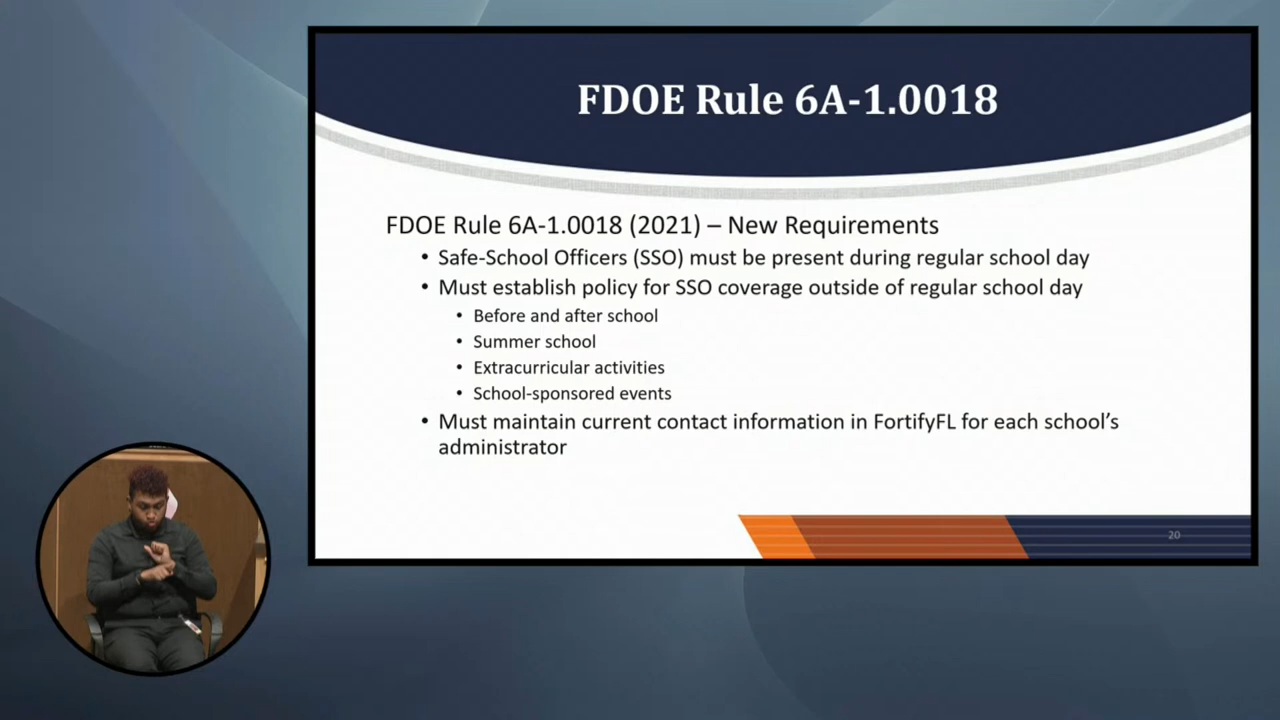 FDOE Rule 6A-1.0018
FDOE Rule 6A-1.0018 (2021) – New Requirements
• Safe-School Officers (SSO) must be present during regular school day
• Must establish policy for SSO coverage outside of regular school day
• Before and after school
• Summer school
• Extracurricular activities
• School-sponsored events
• Must maintain current contact information in FortifyFL for each school’s
administrator
20